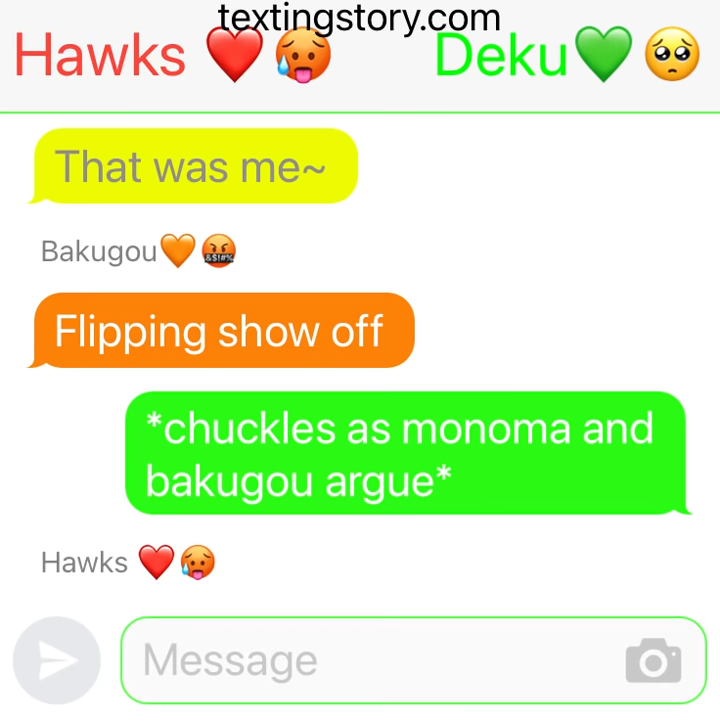 textingstory.com
Hawks ❤️🥵 Deku💚🥺
That was me~
Bakugou🧡🤬
Flipping show off
*chuckles as monoma and
bakugou argue*
Hawks ❤️🥵
Message